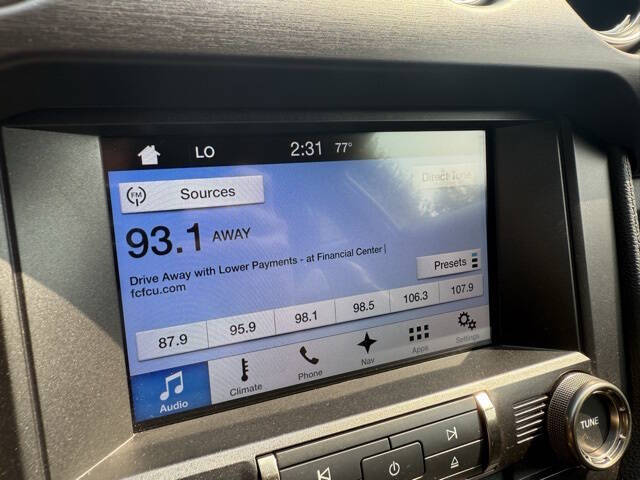 LO 2:31 77°
FM Sources Direct Tune
93.1 AWAY
Drive Away with Lower Payments - at Financial Center |
fcfcu.com
Presets
87.9 95.9 98.1 98.5 106.3 107.9
Audio Climate Phone Nav Apps Settings
TUNE